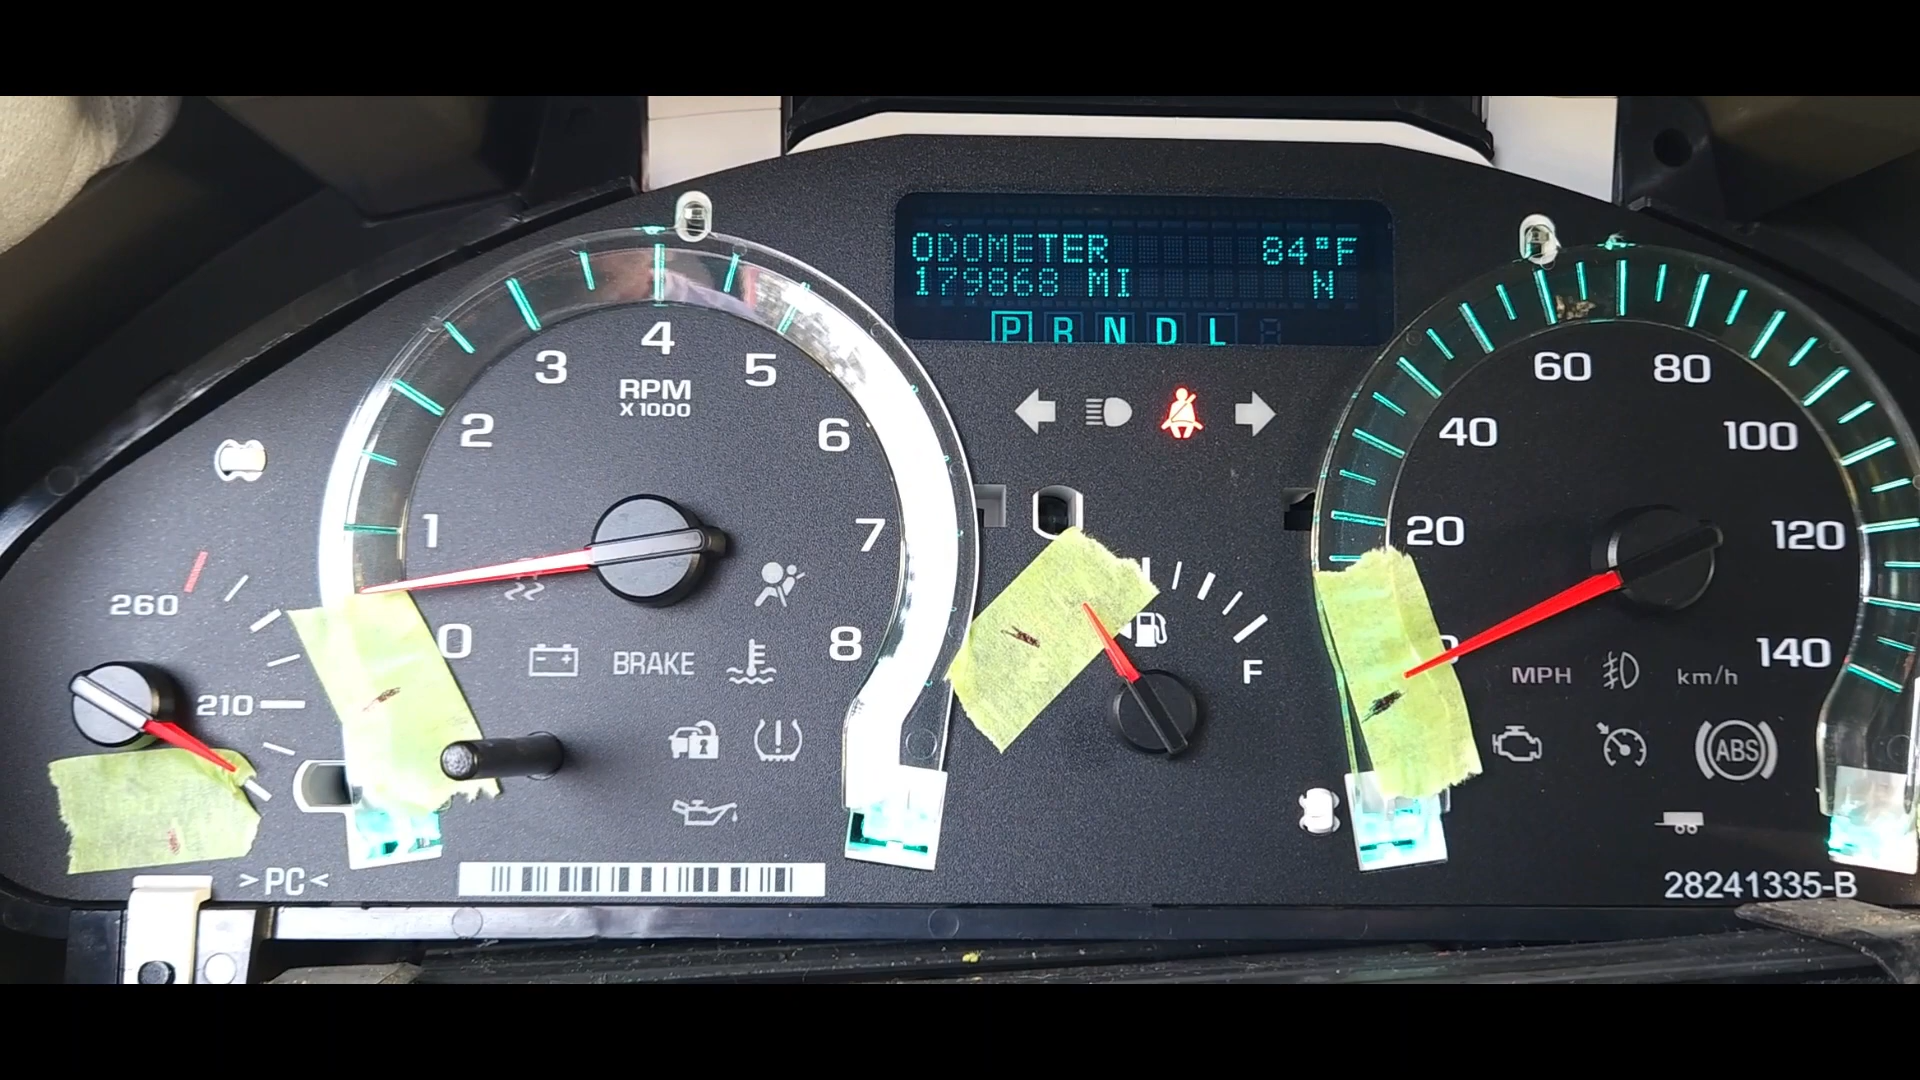 ODOMETER 84°F
179868 MI N
P R N D L
4
3 5
RPM
X 1000
2 6
1 7
0 8
BRAKE
260
210
>PC<
F
60 80
40 100
20 120
140
MPH km/h
ABS
28241335-B